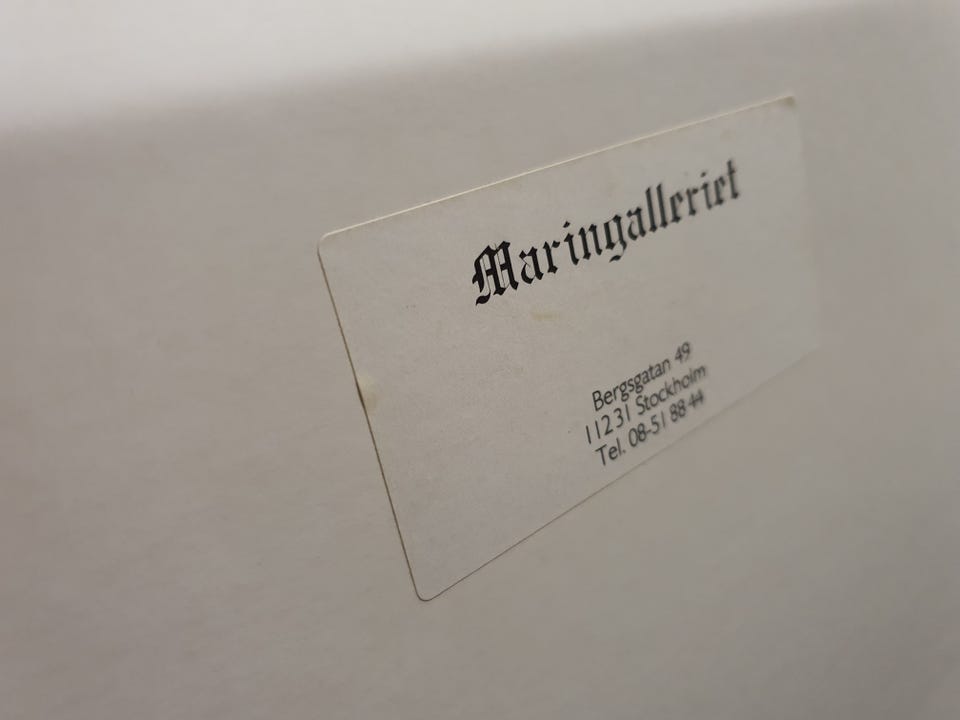 Maringalleriet
Bergsgatan 49
11231 Stockholm
Tel. 08-51 88 44